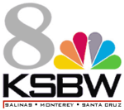 8
KSBW
SALINAS • MONTEREY • SANTA CRUZ